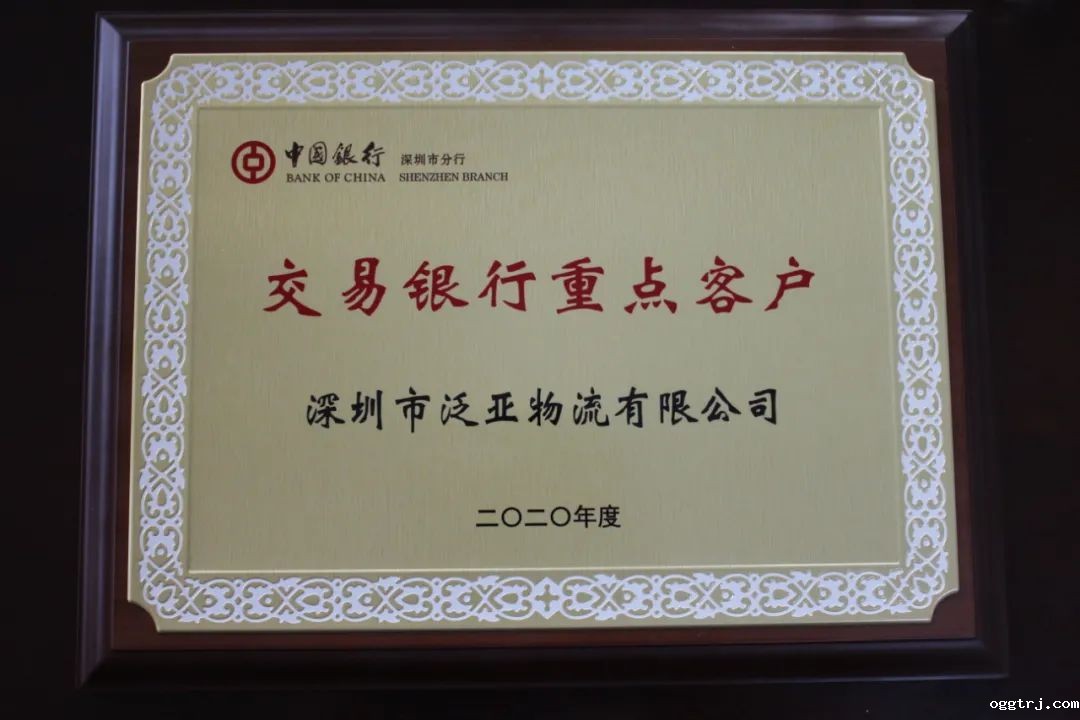 中国銀行 深圳市分行
BANK OF CHINA SHENZHEN BRANCH
交易银行重点客户
深圳市泛亚物流有限公司
二〇二〇年度
oggtrj.com